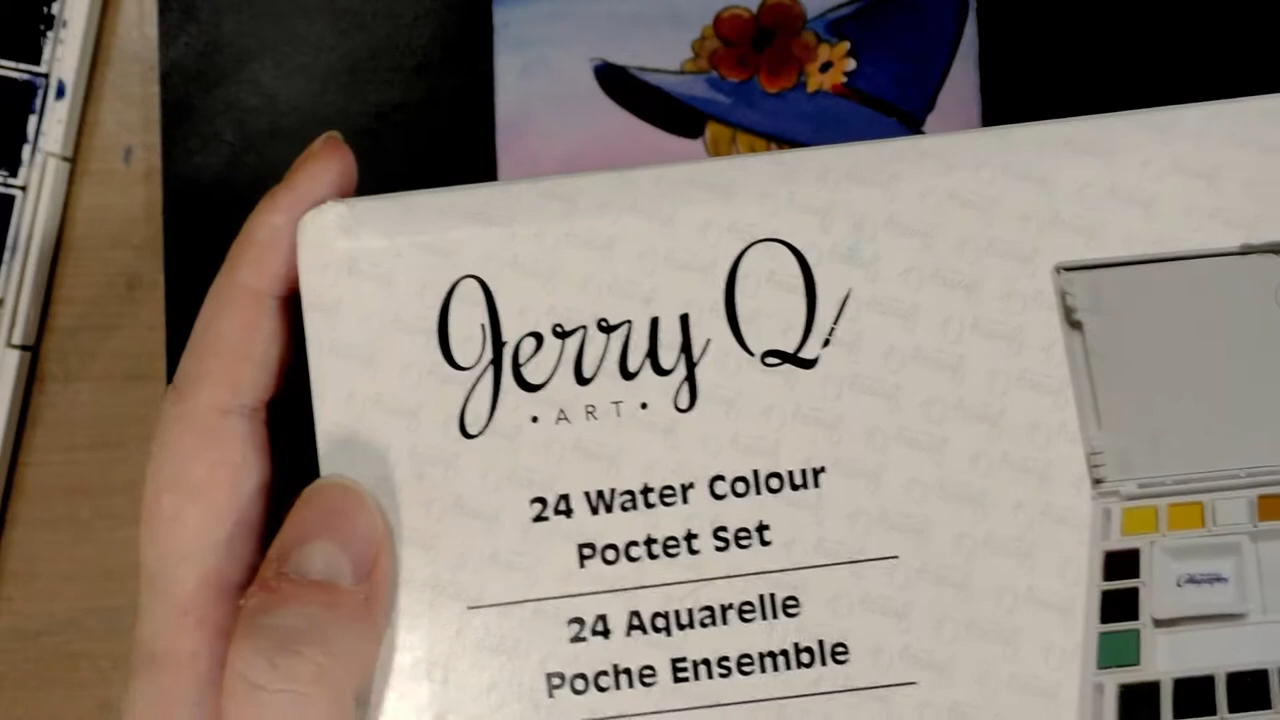 Jerry Q
• ART •
24 Water Colour
Poctet Set
24 Aquarelle
Poche Ensemble